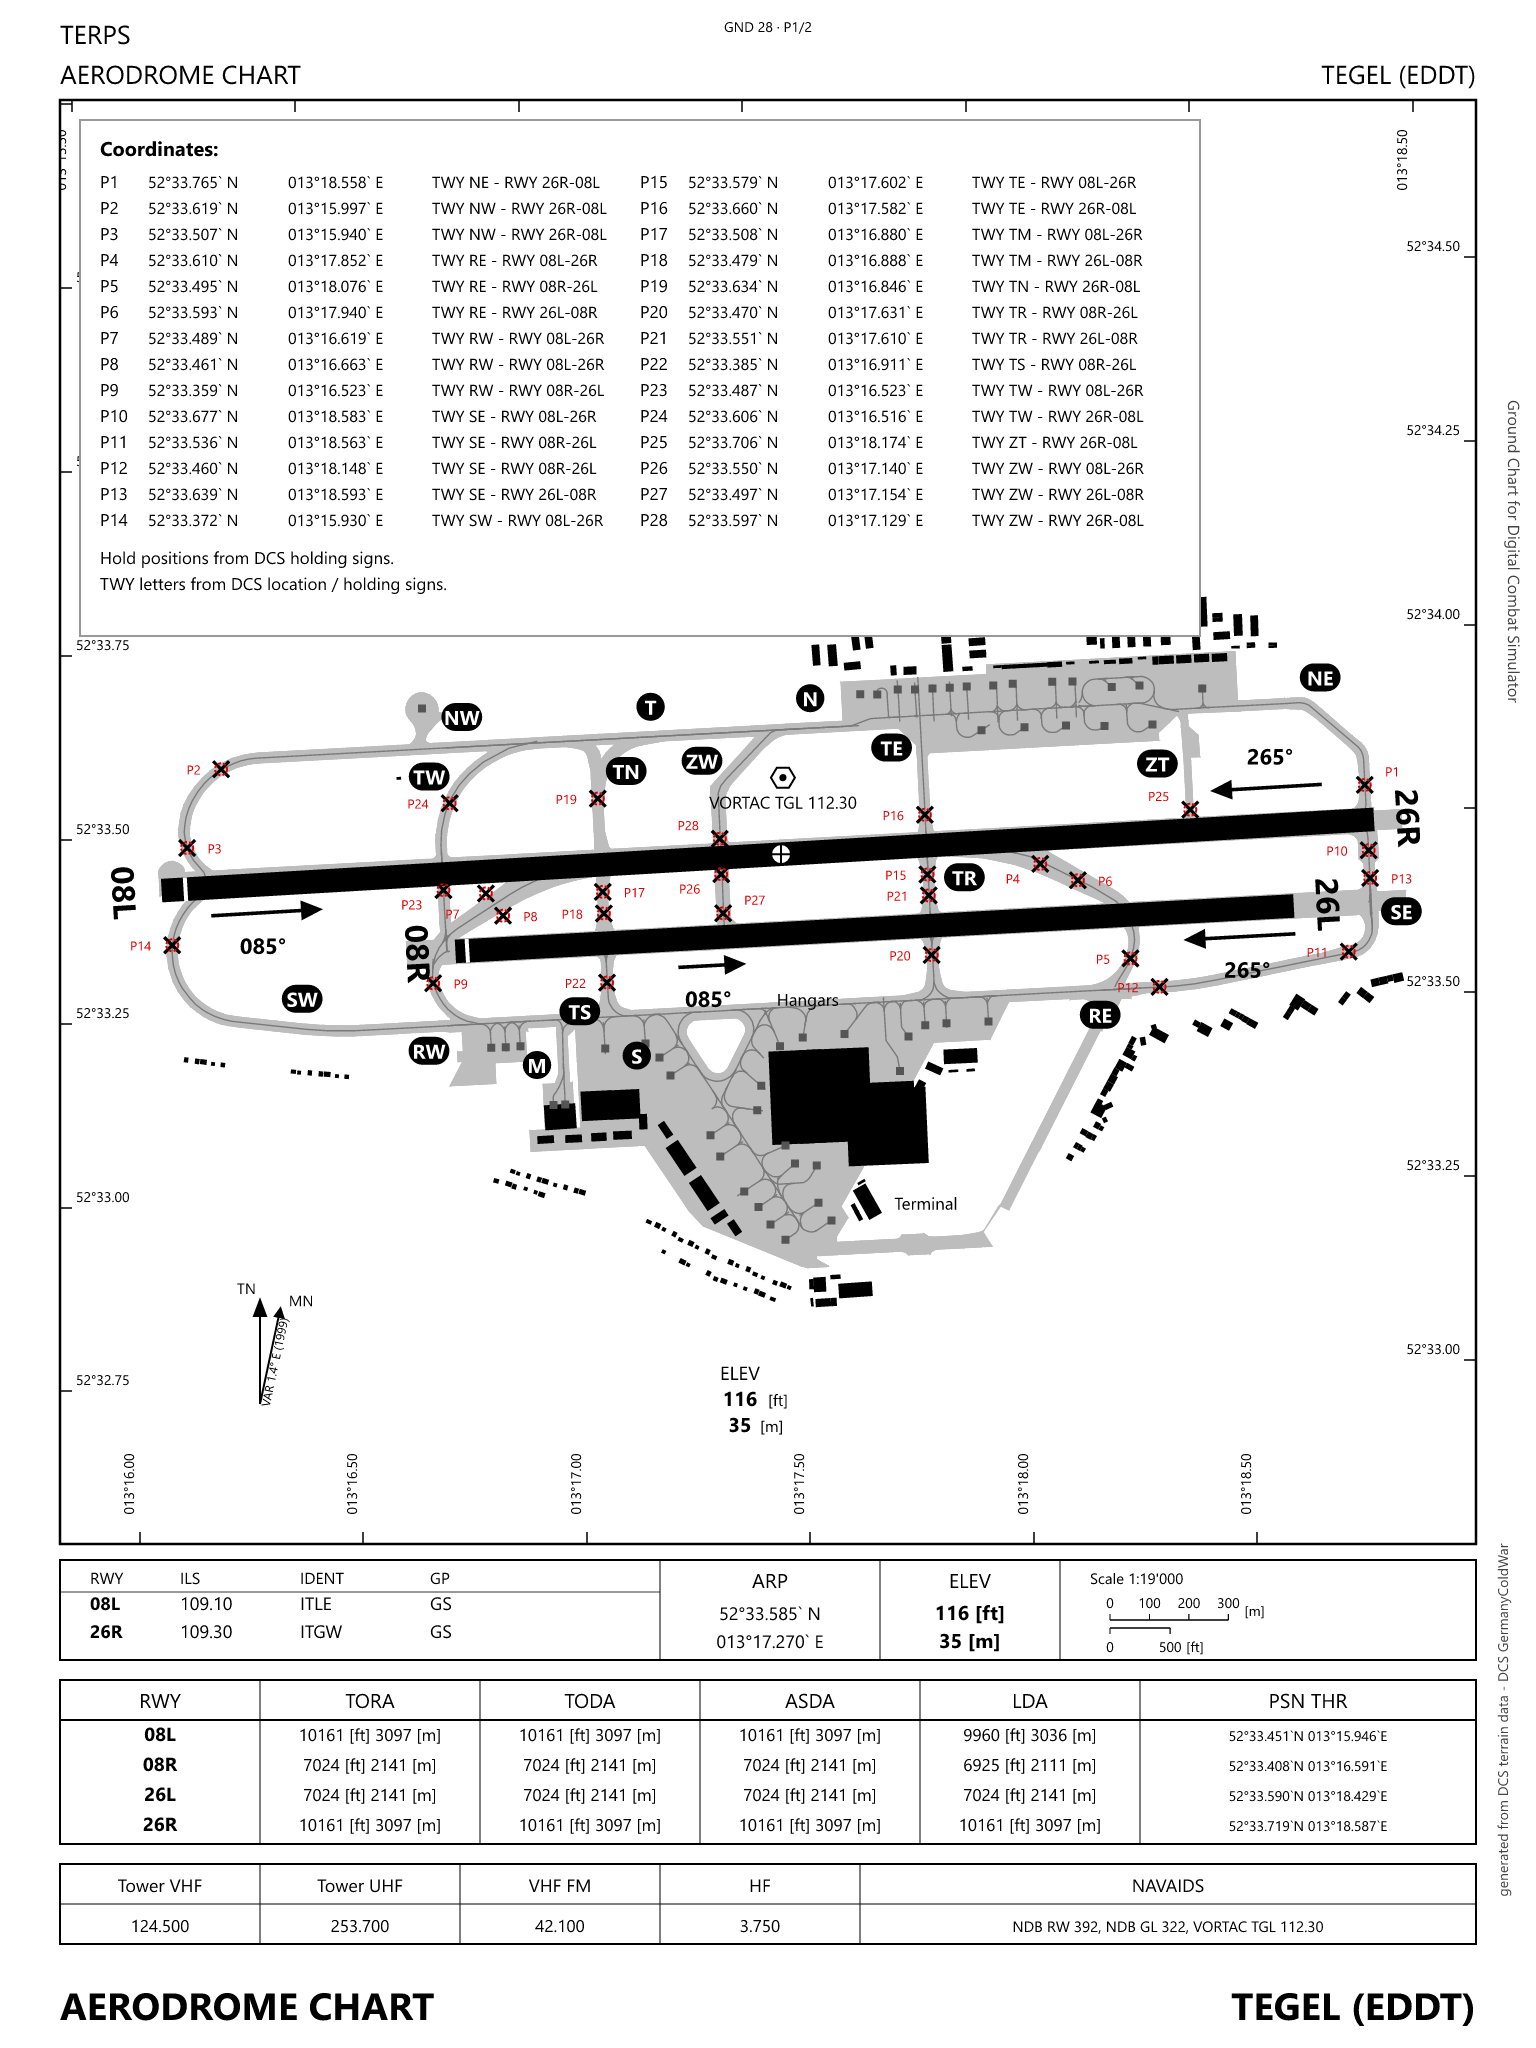 GND 28 · P1/2
TERPS
AERODROME CHART
TEGEL (EDDT)
Coordinates:
P1 52°33.765` N 013°18.558` E TWY NE - RWY 26R-08L P15 52°33.579` N 013°17.602` E TWY TE - RWY 08L-26R
P2 52°33.619` N 013°15.997` E TWY NW - RWY 26R-08L P16 52°33.660` N 013°17.582` E TWY TE - RWY 26R-08L
P3 52°33.507` N 013°15.940` E TWY NW - RWY 26R-08L P17 52°33.508` N 013°16.880` E TWY TM - RWY 08L-26R
P4 52°33.610` N 013°17.852` E TWY RE - RWY 08L-26R P18 52°33.479` N 013°16.888` E TWY TM - RWY 26L-08R
P5 52°33.495` N 013°18.076` E TWY RE - RWY 08R-26L P19 52°33.634` N 013°16.846` E TWY TN - RWY 26R-08L
P6 52°33.593` N 013°17.940` E TWY RE - RWY 26L-08R P20 52°33.470` N 013°17.631` E TWY TR - RWY 08R-26L
P7 52°33.489` N 013°16.619` E TWY RW - RWY 08L-26R P21 52°33.551` N 013°17.610` E TWY TR - RWY 26L-08R
P8 52°33.461` N 013°16.663` E TWY RW - RWY 08L-26R P22 52°33.385` N 013°16.911` E TWY TS - RWY 08R-26L
P9 52°33.359` N 013°16.523` E TWY RW - RWY 08R-26L P23 52°33.487` N 013°16.523` E TWY TW - RWY 08L-26R
P10 52°33.677` N 013°18.583` E TWY SE - RWY 08L-26R P24 52°33.606` N 013°16.516` E TWY TW - RWY 26R-08L
P11 52°33.536` N 013°18.563` E TWY SE - RWY 08R-26L P25 52°33.706` N 013°18.174` E TWY ZT - RWY 26R-08L
P12 52°33.460` N 013°18.148` E TWY SE - RWY 08R-26L P26 52°33.550` N 013°17.140` E TWY ZW - RWY 08L-26R
P13 52°33.639` N 013°18.593` E TWY SE - RWY 26L-08R P27 52°33.497` N 013°17.154` E TWY ZW - RWY 26L-08R
P14 52°33.372` N 013°15.930` E TWY SW - RWY 08L-26R P28 52°33.597` N 013°17.129` E TWY ZW - RWY 26R-08L
Hold positions from DCS holding signs.
TWY letters from DCS location / holding signs.
013°18.50
52°34.50
52°34.25
52°34.00
52°33.75
NE
N
T
NW
TE
ZW
ZT
265°
TN
TW
P2
P1
P19
P24
P25
VORTAC TGL 112.30
26R
P16
P28
P3
P10
52°33.50
08L
P15
TR
P4
P6
P13
P26
P17
P23
P7
P21
P27
26L
SE
P8
P18
085°
P14
08R
P11
P20
P5
265°
P9
P22
P12
52°33.50
SW
085°
Hangars
TS
RE
52°33.25
RW
S
M
52°33.25
52°33.00
Terminal
TN
MN
VAR 1.4° E (1999)
52°33.00
ELEV
116 [ft]
35 [m]
52°32.75
013°16.00
013°16.50
013°17.00
013°17.50
013°18.00
013°18.50
Ground Chart for Digital Combat Simulator
RWY ILS IDENT GP
08L 109.10 ITLE GS
26R 109.30 ITGW GS
ARP
52°33.585` N
013°17.270` E
ELEV
116 [ft]
35 [m]
Scale 1:19'000
0 100 200 300 [m]
0 500 [ft]
RWY TORA TODA ASDA LDA PSN THR
08L 10161 [ft] 3097 [m] 10161 [ft] 3097 [m] 10161 [ft] 3097 [m] 9960 [ft] 3036 [m] 52°33.451`N 013°15.946`E
08R 7024 [ft] 2141 [m] 7024 [ft] 2141 [m] 7024 [ft] 2141 [m] 6925 [ft] 2111 [m] 52°33.408`N 013°16.591`E
26L 7024 [ft] 2141 [m] 7024 [ft] 2141 [m] 7024 [ft] 2141 [m] 7024 [ft] 2141 [m] 52°33.590`N 013°18.429`E
26R 10161 [ft] 3097 [m] 10161 [ft] 3097 [m] 10161 [ft] 3097 [m] 10161 [ft] 3097 [m] 52°33.719`N 013°18.587`E
Tower VHF Tower UHF VHF FM HF NAVAIDS
124.500 253.700 42.100 3.750 NDB RW 392, NDB GL 322, VORTAC TGL 112.30
generated from DCS terrain data - DCS GermanyColdWar
AERODROME CHART
TEGEL (EDDT)